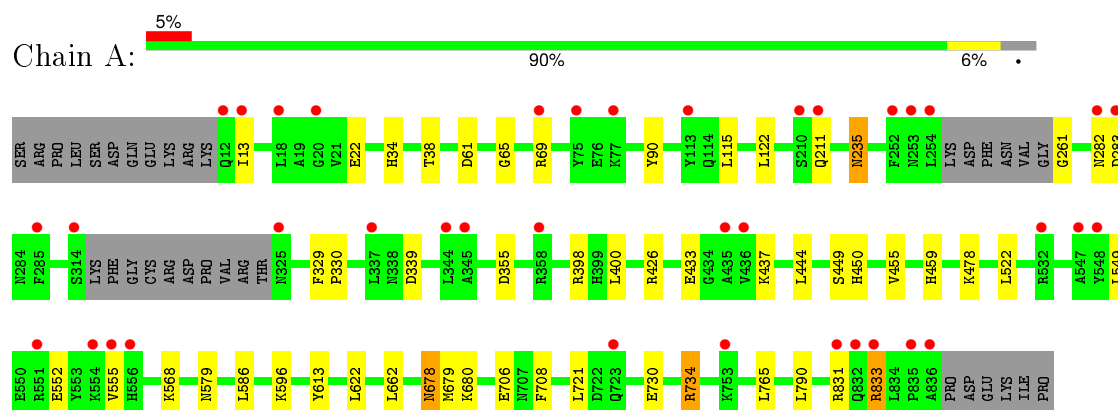 5%
Chain A:
90% 6% •
SER ARG PRO LEU SER ASP GLN GLU LYS ARG LYS Q12 I13 L18 A19 G20 V21 E22 H34 T38 D61 G65 R69 Y75 E76 K77 Y90 Y113 Q114 L115 L122 S210 Q211 N235 F252 N253 L254 LYS ASP PHE ASN VAL GLY G261 N282 D283
N284 F285 S314 LYS PHE GLY CYS ARG ASP PRO VAL ARG THR N325 F329 P330 L337 N338 D339 L344 A345 D355 R358 R398 H399 L400 R426 E433 G434 A435 V436 K437 L444 S449 H450 V455 H459 K478 L522 R532 A547 Y548 L549
E550 R551 E552 Y553 K554 V555 H556 K568 N579 L586 K596 Y613 L622 L662 N678 M679 K680 E706 N707 F708 L721 D722 Q723 E730 R734 K753 L765 L790 R831 Q832 R833 L834 P835 A836 PRO ASP GLU LYS ILE PRO